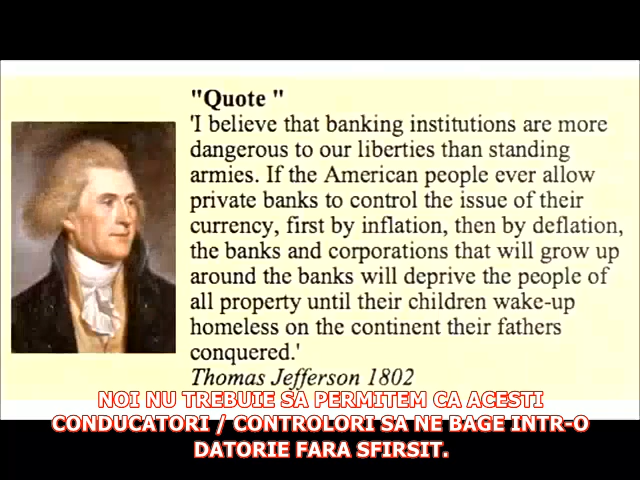 "Quote "
'I believe that banking institutions are more
dangerous to our liberties than standing
armies. If the American people ever allow
private banks to control the issue of their
currency, first by inflation, then by deflation,
the banks and corporations that will grow up
around the banks will deprive the people of
all property until their children wake-up
homeless on the continent their fathers
conquered.'
Thomas Jefferson 1802
NOI NU TREBUIE SA PERMITEM CA ACESTI
CONDUCATORI / CONTROLORI SA NE BAGE INTR-O
DATORIE FARA SFIRSIT.